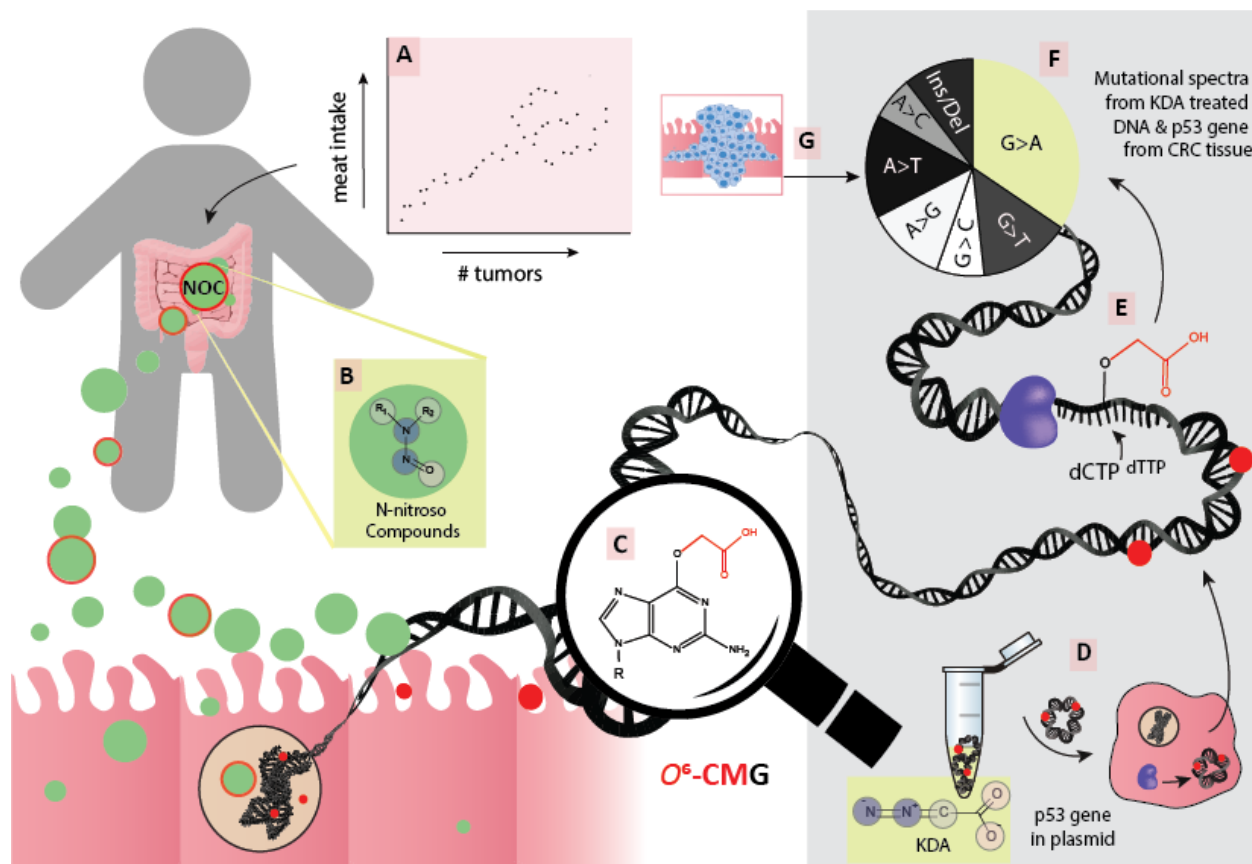 A
meat intake
# tumors
NOC
B
R₁
R₂
N
N
O
N-nitroso
Compounds
C
OH
O
O
N
N
N
N
NH₂
R
O⁶-CMG
G
F
Ins/Del
G>A
A>C
A>T
A>G
G>C
G>T
Mutational spectra
from KDA treated
DNA & p53 gene
from CRC tissue
E
OH
O
O
dCTP
dTTP
D
N⁻
N⁺
C
O
O⁻
KDA
p53 gene
in plasmid